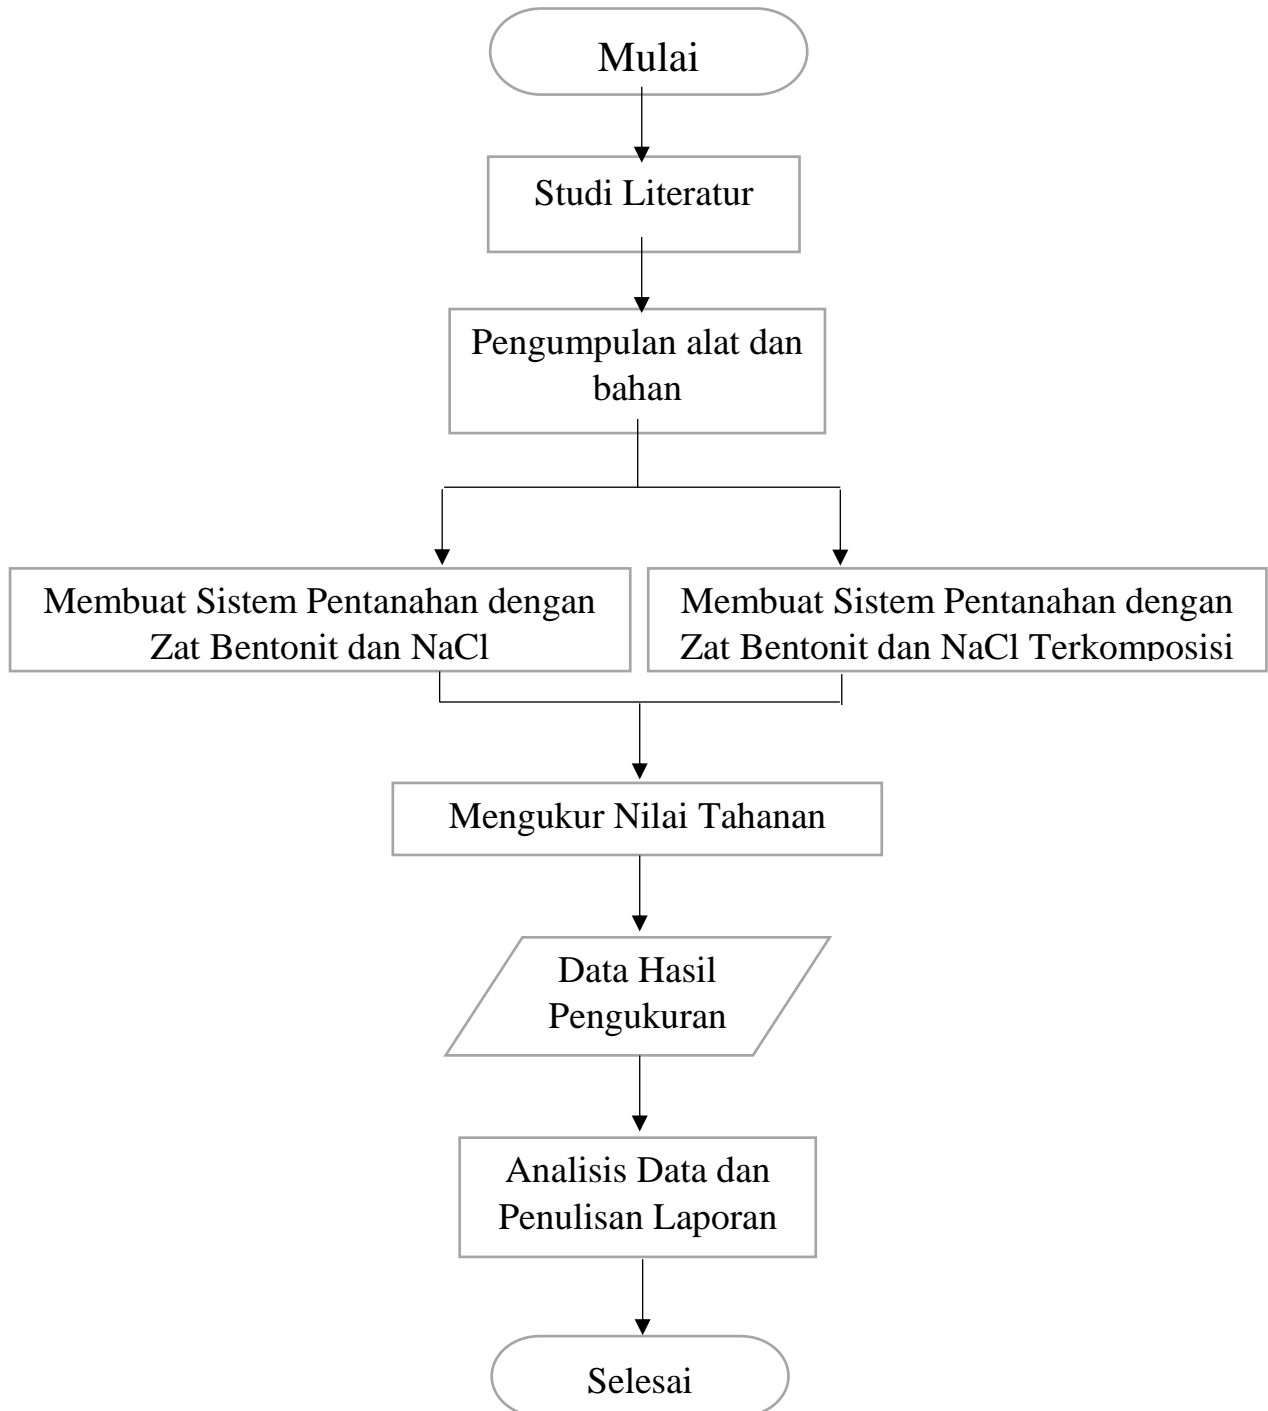 Mulai
Studi Literatur
Pengumpulan alat dan
bahan
Membuat Sistem Pentanahan dengan
Zat Bentonit dan NaCl
Membuat Sistem Pentanahan dengan
Zat Bentonit dan NaCl Terkomposisi
Mengukur Nilai Tahanan
Data Hasil
Pengukuran
Analisis Data dan
Penulisan Laporan
Selesai